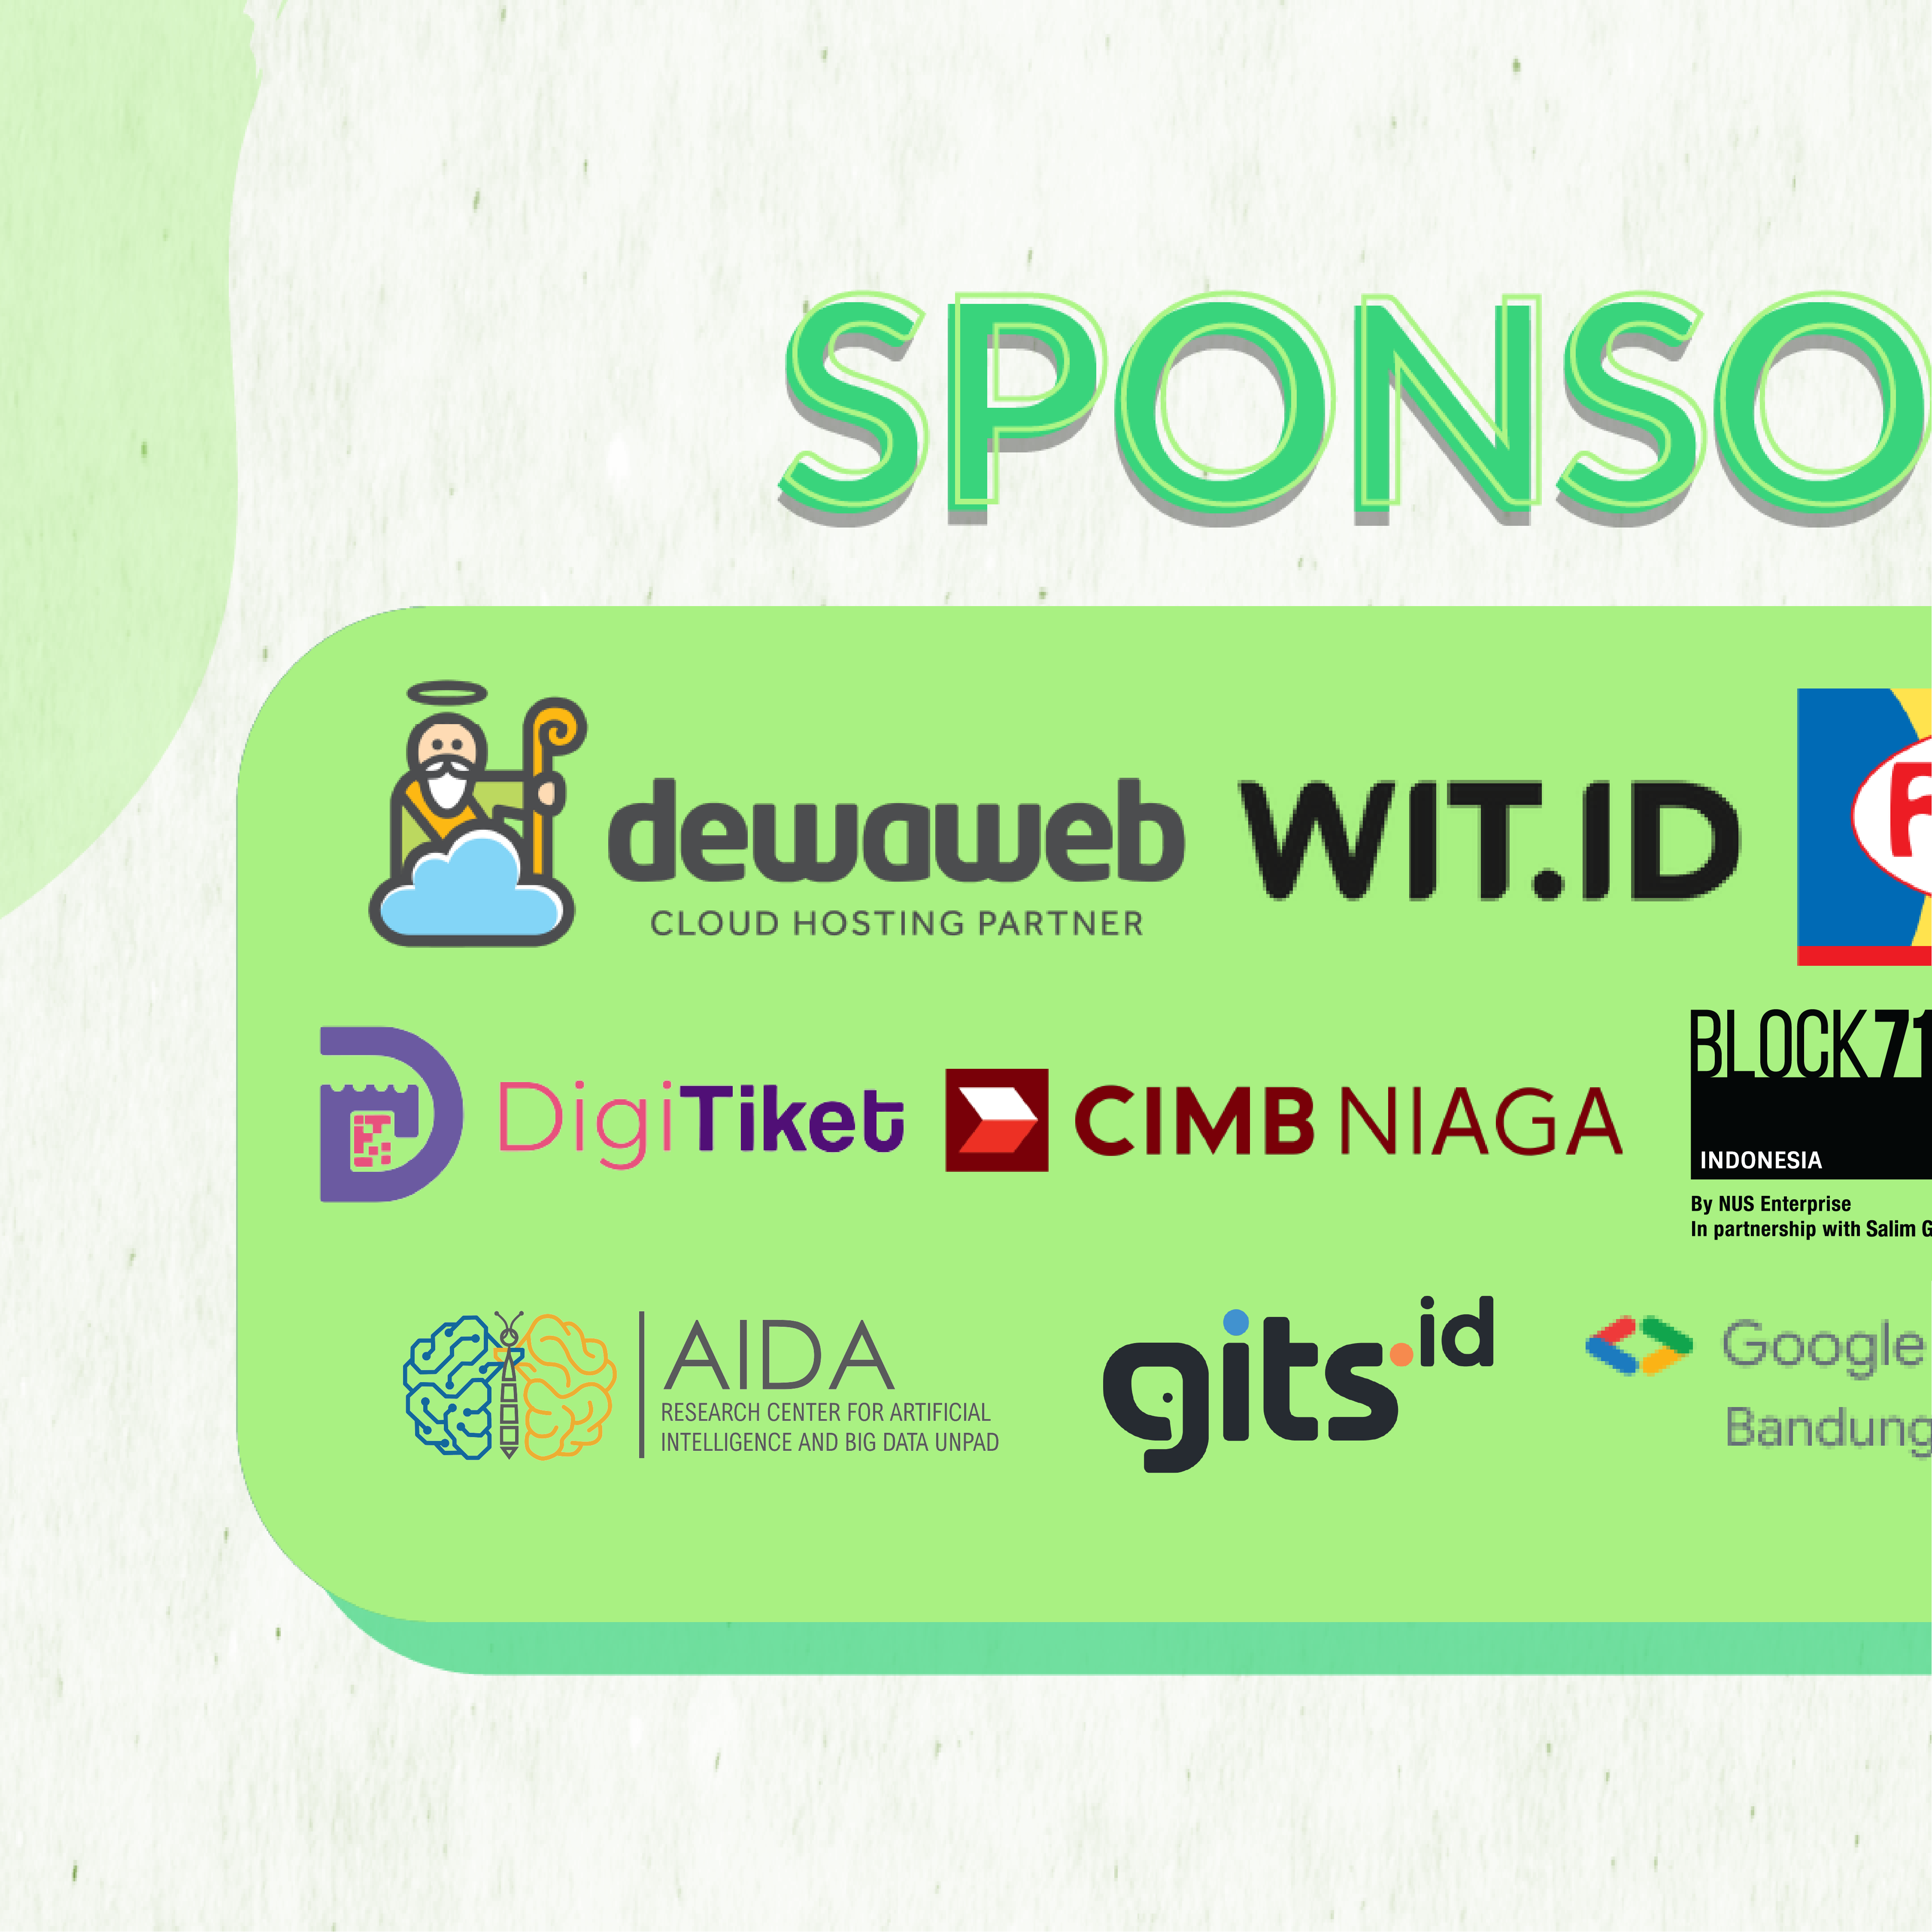 SPONSO
dewaweb
CLOUD HOSTING PARTNER
WIT.ID
DigiTiket
CIMB NIAGA
BLOCK71
INDONESIA
By NUS Enterprise
In partnership with Salim G
AIDA
RESEARCH CENTER FOR ARTIFICIAL
INTELLIGENCE AND BIG DATA UNPAD
gits.id
Google
Bandung